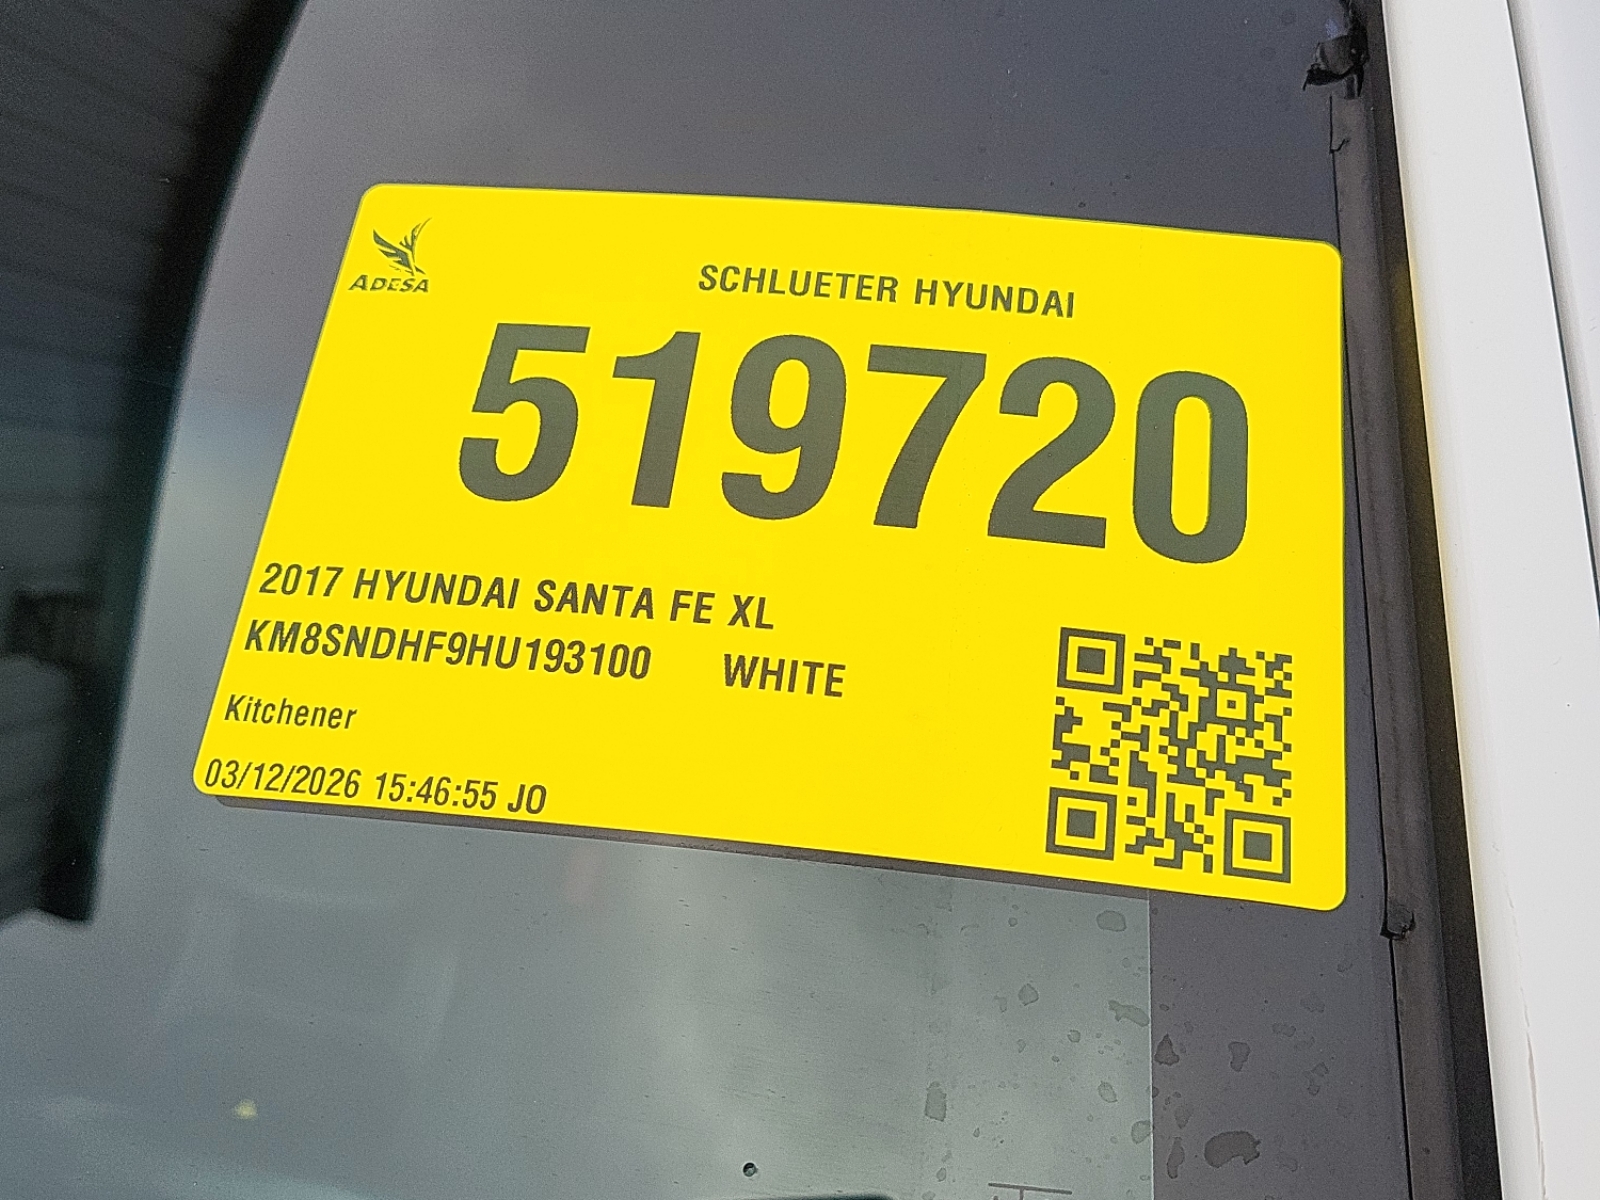 ADESA
SCHLUETER HYUNDAI
519720
2017 HYUNDAI SANTA FE XL
KM8SNDHF9HU193100 WHITE
Kitchener
03/12/2026 15:46:55 JO